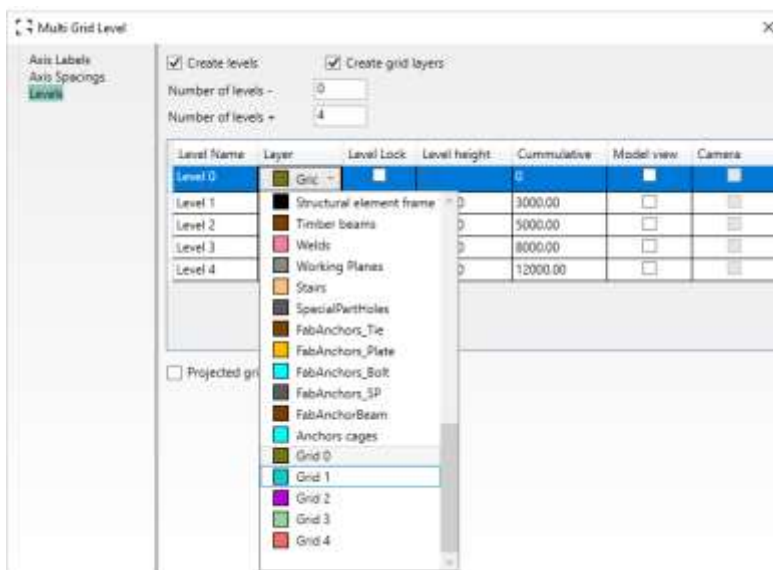 Multi Grid Level
Axis Labels
Axis Spacings
Levels
Create levels Create grid layers
Number of levels - 0
Number of levels + 4
Level Name Layer Level Lock Level height Cummulative Model view Camera
Level 0 Gric 0
Level 1 Structural element frame 0 3000.00
Level 2 Timber beams 0 5000.00
Level 3 Welds 0 8000.00
Level 4 Working Planes 0 12000.00
Stairs
SpecialPartHoles
FabAnchors_Tie
Projected gri FabAnchors_Plate
FabAnchors_Bolt
FabAnchors_SP
FabAnchorBeam
Anchors cages
Grid 0
Grid 1
Grid 2
Grid 3
Grid 4